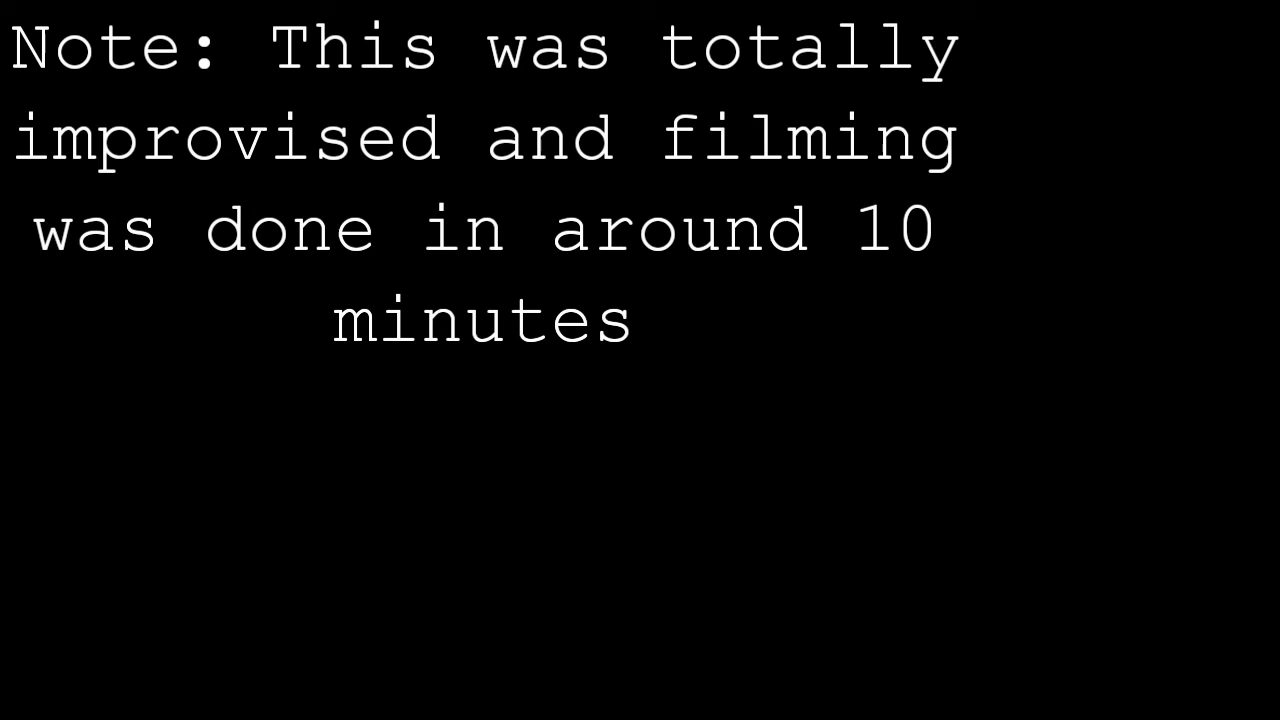 Note: This was totally
improvised and filming
was done in around 10
minutes